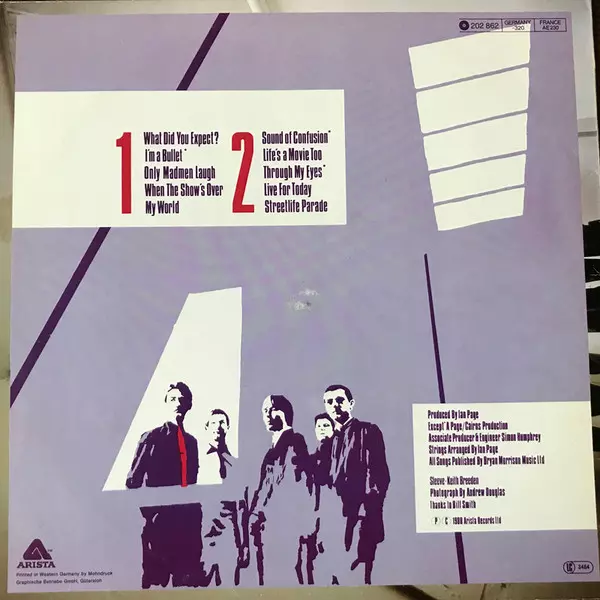 202 862
GERMANY
-320
FRANCE
AE230
1
What Did You Expect?
I'm a Bullet*
Only Madmen Laugh
When The Show's Over
My World
2
Sound of Confusion*
Life's a Movie Too
Through My Eyes*
Live For Today
Streetlife Parade
Produced By Ian Page
Except* A Page/Cairns Production
Associate Producer & Engineer Simon Humphrey
Strings Arranged By Ian Page
All Songs Published By Bryan Morrison Music Ltd
Sleeve-Keith Breeden
Photograph By Andrew Douglas
Thanks to Bill Smith
P C 1980 Arista Records Ltd
ARISTA
Printed in Western Germany by Mohndruck
Graphische Betriebe GmbH, Gütersloh
LC 3484